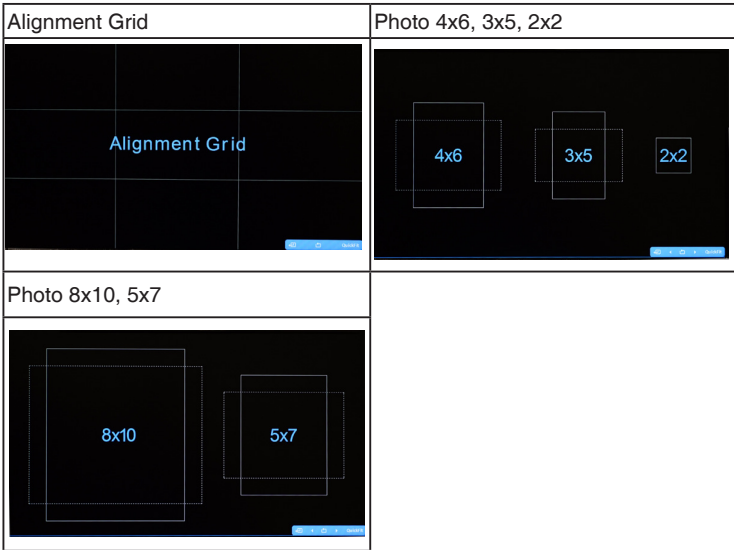 Alignment Grid
Photo 4x6, 3x5, 2x2
Alignment Grid
4x6
3x5
2x2
Photo 8x10, 5x7
8x10
5x7